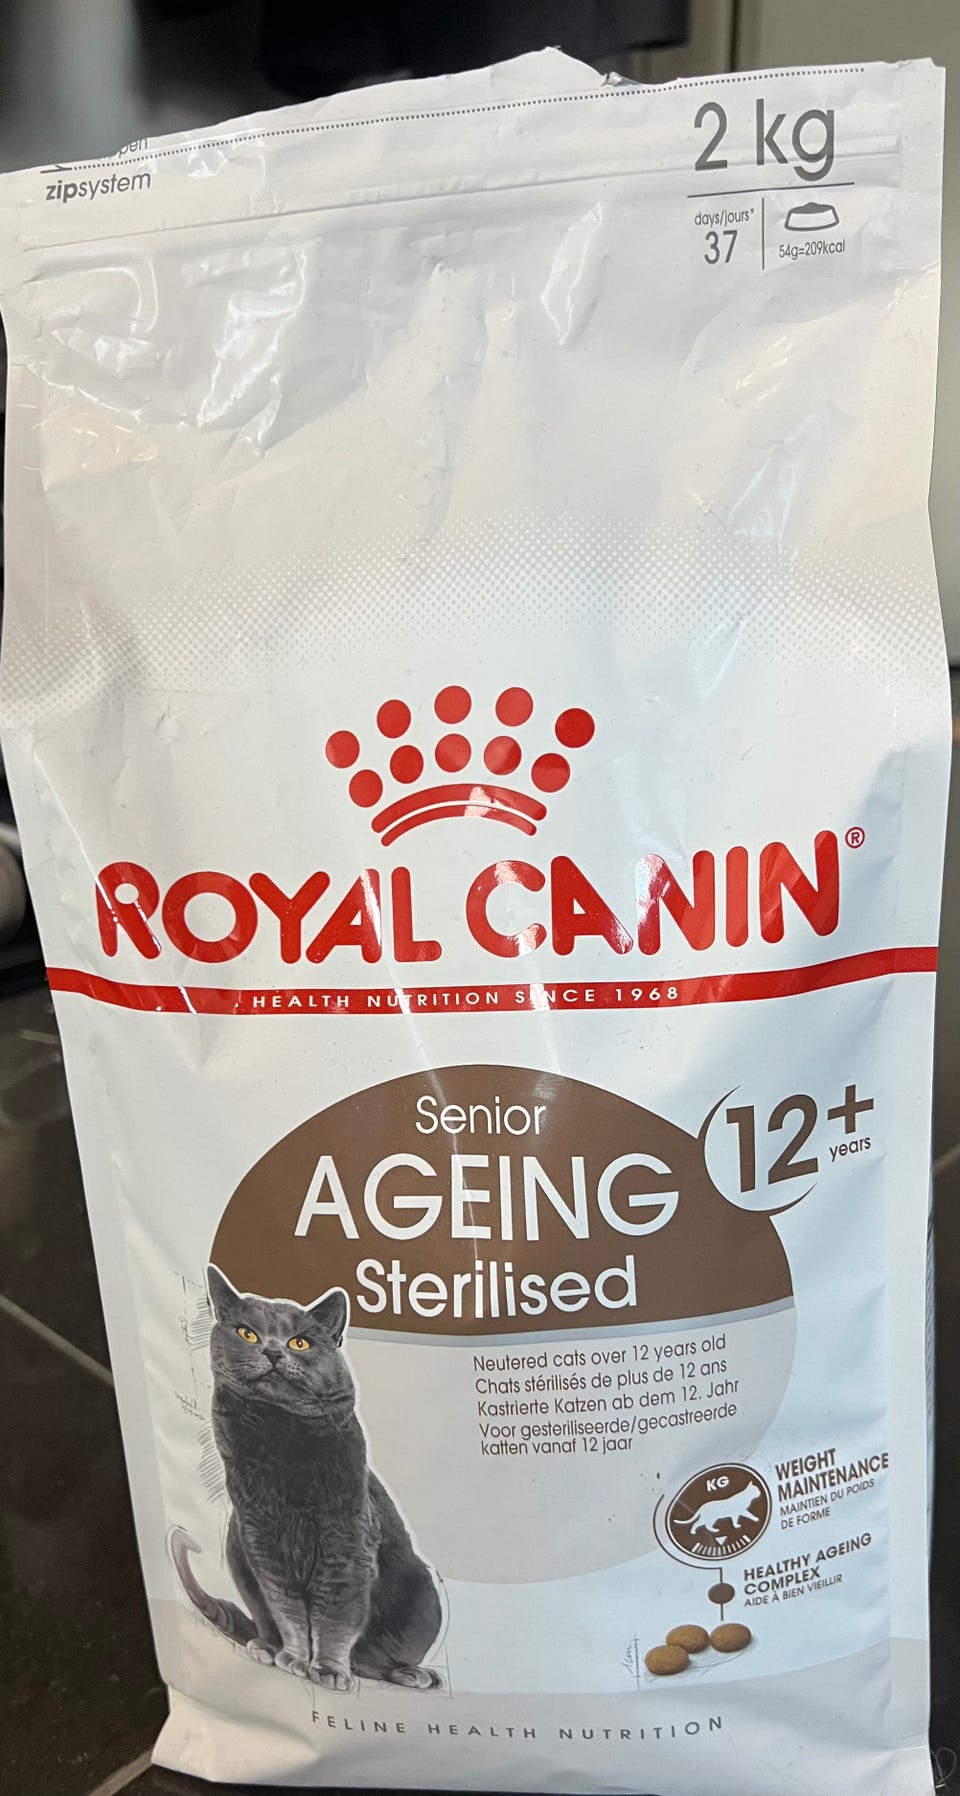 pen
zipsystem
2 kg
days/jours*
37
54g=209kcal
ROYAL CANIN®
HEALTH NUTRITION SINCE 1968
Senior
AGEING
12+
years
Sterilised
Neutered cats over 12 years old
Chats stérilisés de plus de 12 ans
Kastrierte Katzen ab dem 12. Jahr
Voor gesteriliseerde/gecastreerde
katten vanaf 12 jaar
KG
WEIGHT
MAINTENANCE
MAINTIEN DU POIDS
DE FORME
HEALTHY AGEING
COMPLEX
AIDE À BIEN VIEILLIR
FELINE HEALTH NUTRITION